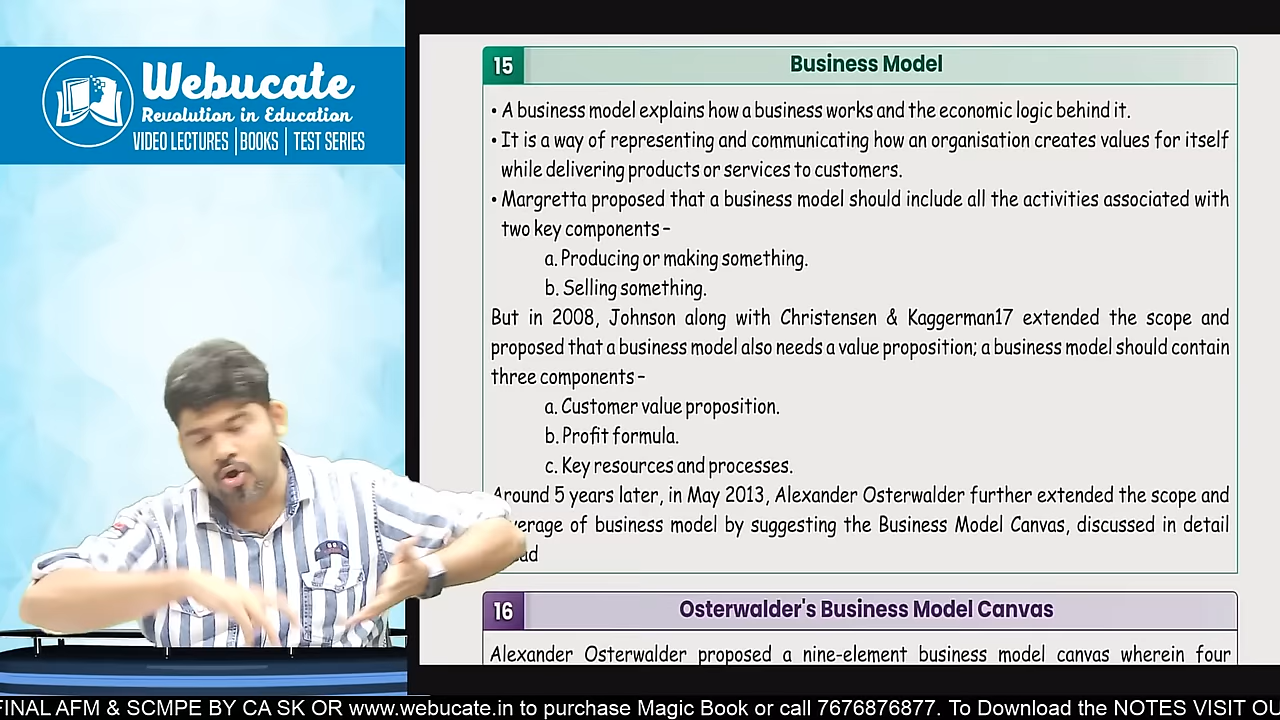 Webucate
Revolution in Education
VIDEO LECTURES | BOOKS | TEST SERIES
15 Business Model
• A business model explains how a business works and the economic logic behind it.
• It is a way of representing and communicating how an organisation creates values for itself
while delivering products or services to customers.
• Margretta proposed that a business model should include all the activities associated with
two key components –
a. Producing or making something.
b. Selling something.
But in 2008, Johnson along with Christensen & Kaggerman17 extended the scope and
proposed that a business model also needs a value proposition; a business model should contain
three components –
a. Customer value proposition.
b. Profit formula.
c. Key resources and processes.
Around 5 years later, in May 2013, Alexander Osterwalder further extended the scope and
of business model by suggesting the Business Model Canvas, discussed in detail
16 Osterwalder's Business Model Canvas
Alexander Osterwalder proposed a nine-element business model canvas wherein four
FINAL AFM & SCMPE BY CA SK OR www.webucate.in to purchase Magic Book or call 7676876877. To Download the NOTES VISIT OU